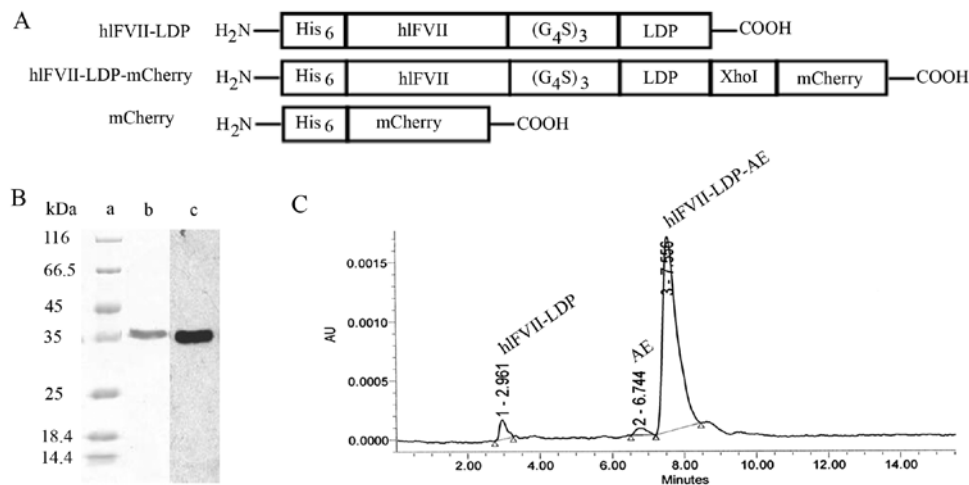 A
hlFVII-LDP H₂N His₆ hlFVII (G₄S)₃ LDP COOH
hlFVII-LDP-mCherry H₂N His₆ hlFVII (G₄S)₃ LDP XhoI mCherry COOH
mCherry H₂N His₆ mCherry COOH
B
kDa a b c
116
66.5
45
35
25
18.4
14.4
C
hlFVII-LDP-AE
hlFVII-LDP
AE
1 - 2.961
2 - 6.744
3 - 7.556
AU
0.0015
0.0010
0.0005
0.0000
2.00 4.00 6.00 8.00 10.00 12.00 14.00
Minutes